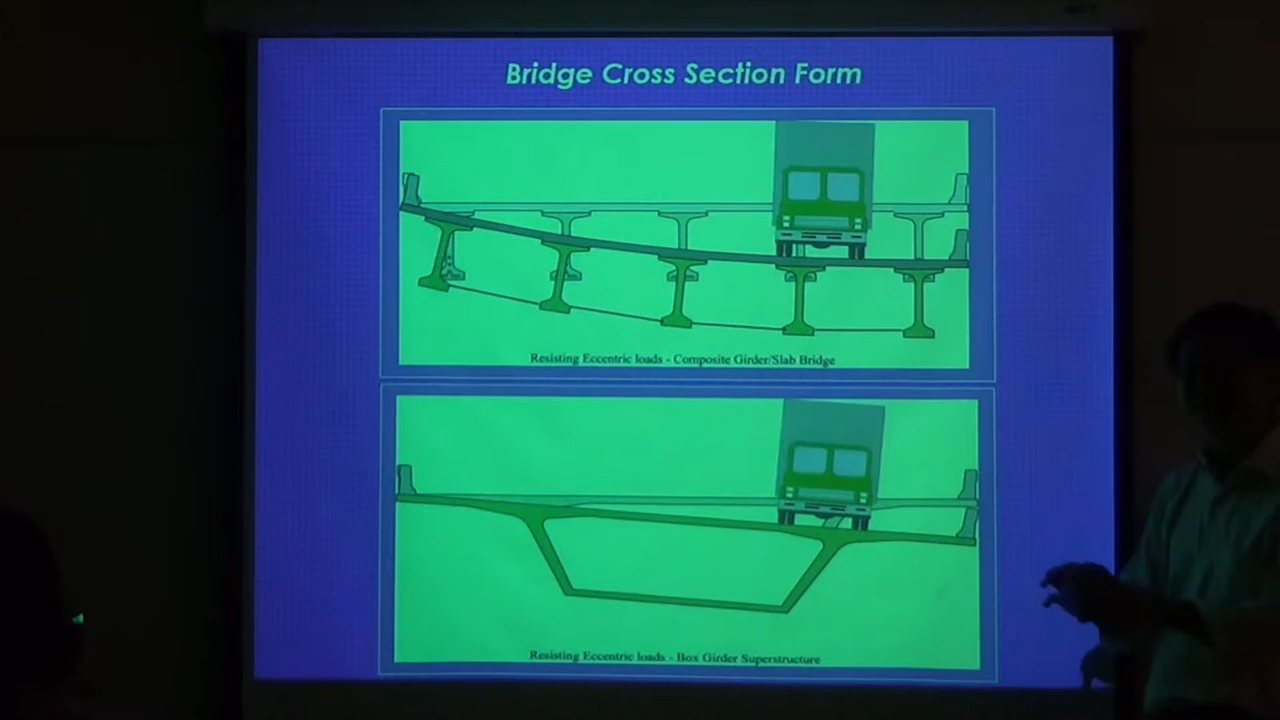 Bridge Cross Section Form
Resisting Eccentric loads - Composite Girder/Slab Bridge
Resisting Eccentric loads - Box Girder Superstructure